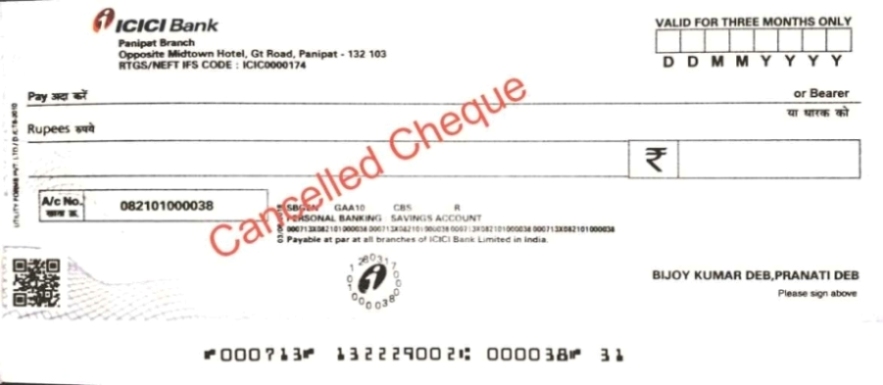 ICICI Bank
Panipat Branch
Opposite Midtown Hotel, Gt Road, Panipat - 132 103
RTGS/NEFT IFS CODE : ICIC0000174
VALID FOR THREE MONTHS ONLY
D D M M Y Y Y Y
Pay अदा करें
or Bearer
या धारक को
Rupees रुपये
₹
Cancelled Cheque
A/c No.
082101000038
GAA10 CBS R
PERSONAL BANKING SAVINGS ACCOUNT
Payable at par at all branches of ICICI Bank Limited in India.
BIJOY KUMAR DEB,PRANATI DEB
Please sign above
⑈000713⑈ 132229002⑆ 000038⑈ 31